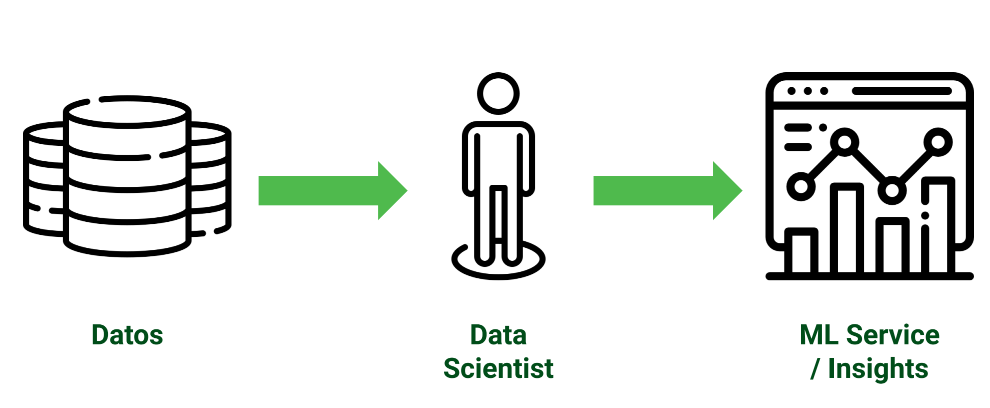 Datos
Data
Scientist
ML Service
/ Insights